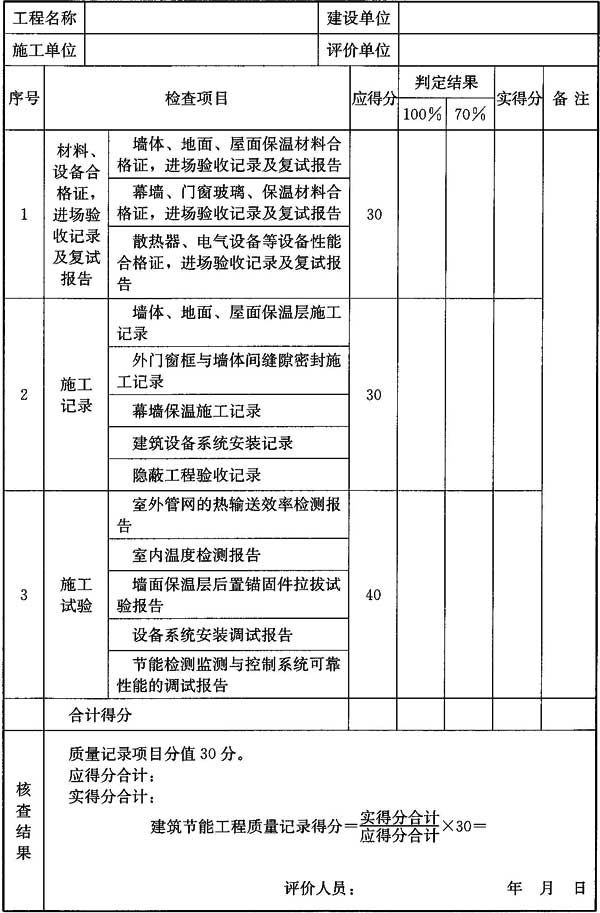 工程名称 建设单位
施工单位 评价单位
序号 检查项目 应得分 判定结果 实得分 备注
100% 70%
1
材料、
设备合
格证，
进场验
收记录
及复试
报告
墙体、地面、屋面保温材料合
格证，进场验收记录及复试报告
幕墙、门窗玻璃、保温材料合
格证，进场验收记录及复试报告
散热器、电气设备等设备性能
合格证，进场验收记录及复试报
告
30
2
施工
记录
墙体、地面、屋面保温层施工
记录
外门窗框与墙体间缝隙密封施
工记录
幕墙保温施工记录
建筑设备系统安装记录
隐蔽工程验收记录
30
3
施工
试验
室外管网的热输送效率检测报
告
室内温度检测报告
墙面保温层后置锚固件拉拔试
验报告
设备系统安装调试报告
节能检测监测与控制系统可靠
性能的调试报告
40
合计得分
核
查
结
果
质量记录项目分值30分。
应得分合计：
实得分合计：
建筑节能工程质量记录得分=实得分合计/应得分合计×30=
评价人员： 年 月 日